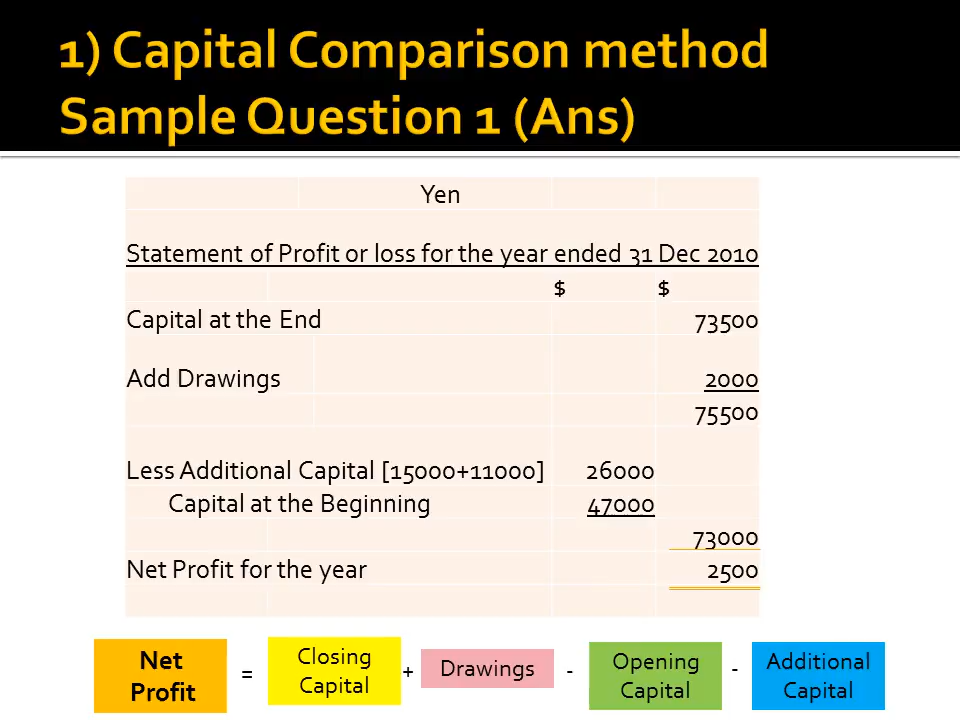 1) Capital Comparison method
Sample Question 1 (Ans)
Yen
Statement of Profit or loss for the year ended 31 Dec 2010
$ $
Capital at the End 73500
Add Drawings 2000
75500
Less Additional Capital [15000+11000] 26000
Capital at the Beginning 47000
73000
Net Profit for the year 2500
Net
Profit
=
Closing
Capital
+
Drawings
-
Opening
Capital
-
Additional
Capital